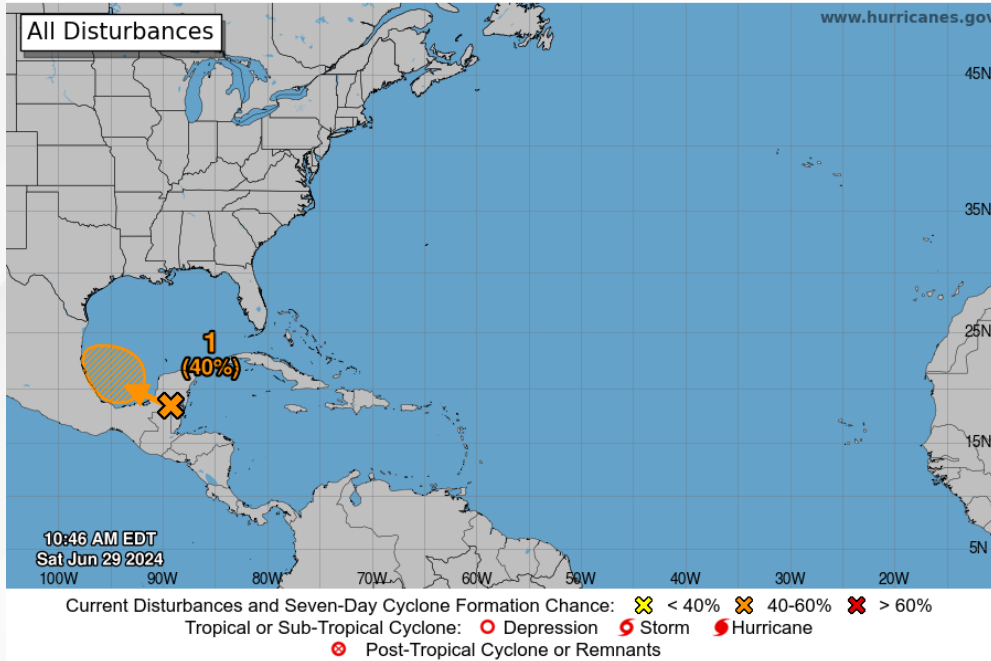 All Disturbances
www.hurricanes.gov
45N
35N
25N
1
(40%)
15N
10:46 AM EDT
Sat Jun 29 2024
5N
100W 90W 80W 70W 60W 50W 40W 30W 20W
Current Disturbances and Seven-Day Cyclone Formation Chance: < 40% 40-60% > 60%
Tropical or Sub-Tropical Cyclone: Depression Storm Hurricane
Post-Tropical Cyclone or Remnants